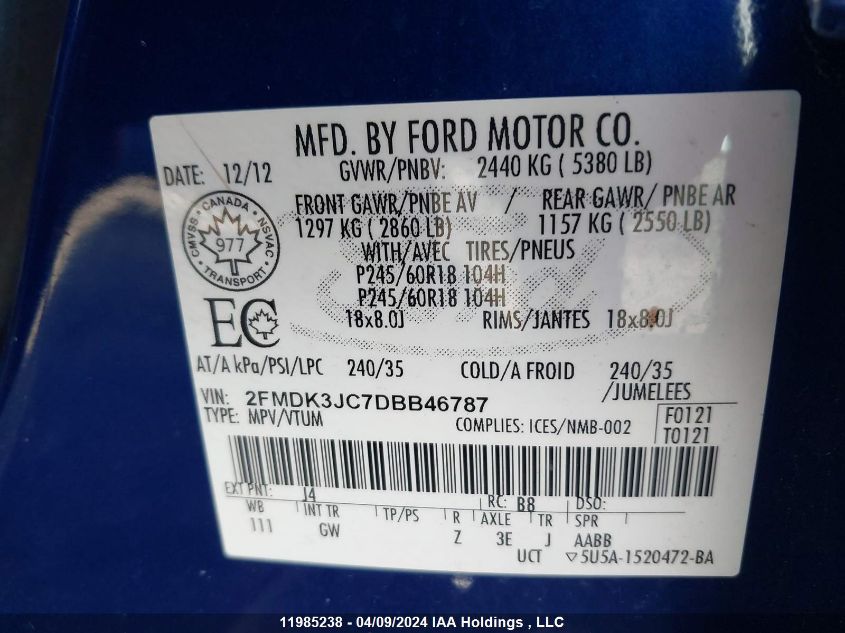 MFD. BY FORD MOTOR CO.
DATE: 12/12 GVWR/PNBV: 2440 KG ( 5380 LB)
FRONT GAWR/PNBE AV / REAR GAWR/ PNBE AR
1297 KG ( 2860 LB) 1157 KG ( 2550 LB)
WITH/AVEC TIRES/PNEUS
P245/60R18 104H
P245/60R18 104H
18x8.0J RIMS/JANTES 18x8.0J
CANADA
CMVSS NSVAC
977
TRANSPORT
EC
AT/A kPa/PSI/LPC 240/35 COLD/A FROID 240/35
/JUMELEES
VIN: 2FMDK3JC7DBB46787
TYPE: MPV/VTUM COMPLIES: ICES/NMB-002
F0121
T0121
EXT PNT: J4 RC: B8 DSO:
WB INT TR TP/PS R AXLE TR SPR
111 GW Z 3E J AABB
UCT ▽5U5A-1520472-BA
11985238 - 04/09/2024 IAA Holdings , LLC